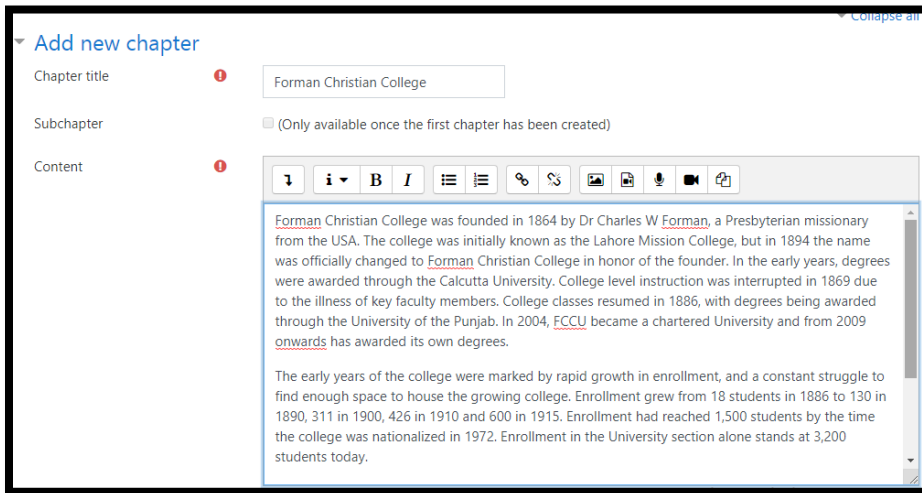 Collapse all
Add new chapter
Chapter title
Forman Christian College
Subchapter
(Only available once the first chapter has been created)
Content
i B I
Forman Christian College was founded in 1864 by Dr Charles W Forman, a Presbyterian missionary
from the USA. The college was initially known as the Lahore Mission College, but in 1894 the name
was officially changed to Forman Christian College in honor of the founder. In the early years, degrees
were awarded through the Calcutta University. College level instruction was interrupted in 1869 due
to the illness of key faculty members. College classes resumed in 1886, with degrees being awarded
through the University of the Punjab. In 2004, FCCU became a chartered University and from 2009
onwards has awarded its own degrees.
The early years of the college were marked by rapid growth in enrollment, and a constant struggle to
find enough space to house the growing college. Enrollment grew from 18 students in 1886 to 130 in
1890, 311 in 1900, 426 in 1910 and 600 in 1915. Enrollment had reached 1,500 students by the time
the college was nationalized in 1972. Enrollment in the University section alone stands at 3,200
students today.